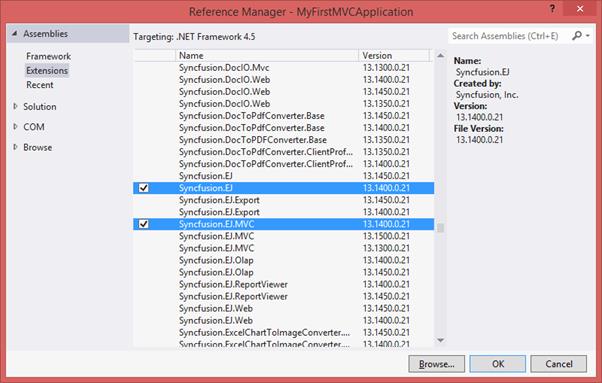 Reference Manager - MyFirstMVCApplication
? ×
Assemblies
Framework
Extensions
Recent
Solution
COM
Browse
Targeting: .NET Framework 4.5
Search Assemblies (Ctrl+E)
Name Version
Syncfusion.DocIO.Mvc 13.1300.0.21
Syncfusion.DocIO.Web 13.1400.0.21
Syncfusion.DocIO.Web 13.1450.0.21
Syncfusion.DocIO.Web 13.1350.0.21
Syncfusion.DocToPdfConverter.Base 13.1450.0.21
Syncfusion.DocToPdfConverter.Base 13.1400.0.21
Syncfusion.DocToPDFConverter.Base 13.1350.0.21
Syncfusion.DocToPdfConverter.ClientProf... 13.1350.0.21
Syncfusion.DocToPdfConverter.ClientProf... 13.1400.0.21
Syncfusion.EJ 13.1450.0.21
Syncfusion.EJ 13.1400.0.21
Syncfusion.EJ.Export 13.1450.0.21
Syncfusion.EJ.Export 13.1400.0.21
Syncfusion.EJ.MVC 13.1400.0.21
Syncfusion.EJ.MVC 13.1500.0.21
Syncfusion.EJ.MVC 13.1300.0.21
Syncfusion.EJ.Olap 13.1400.0.21
Syncfusion.EJ.Olap 13.1450.0.21
Syncfusion.EJ.ReportViewer 13.1400.0.21
Syncfusion.EJ.ReportViewer 13.1450.0.21
Syncfusion.EJ.Web 13.1450.0.21
Syncfusion.EJ.Web 13.1400.0.21
Syncfusion.ExcelChartToImageConverter.... 13.1450.0.21
Syncfusion.ExcelChartToImageConverter.... 13.1400.0.21
Name:
Syncfusion.EJ
Created by:
Syncfusion, Inc.
Version:
13.1400.0.21
File Version:
13.1400.0.21
Browse... OK Cancel